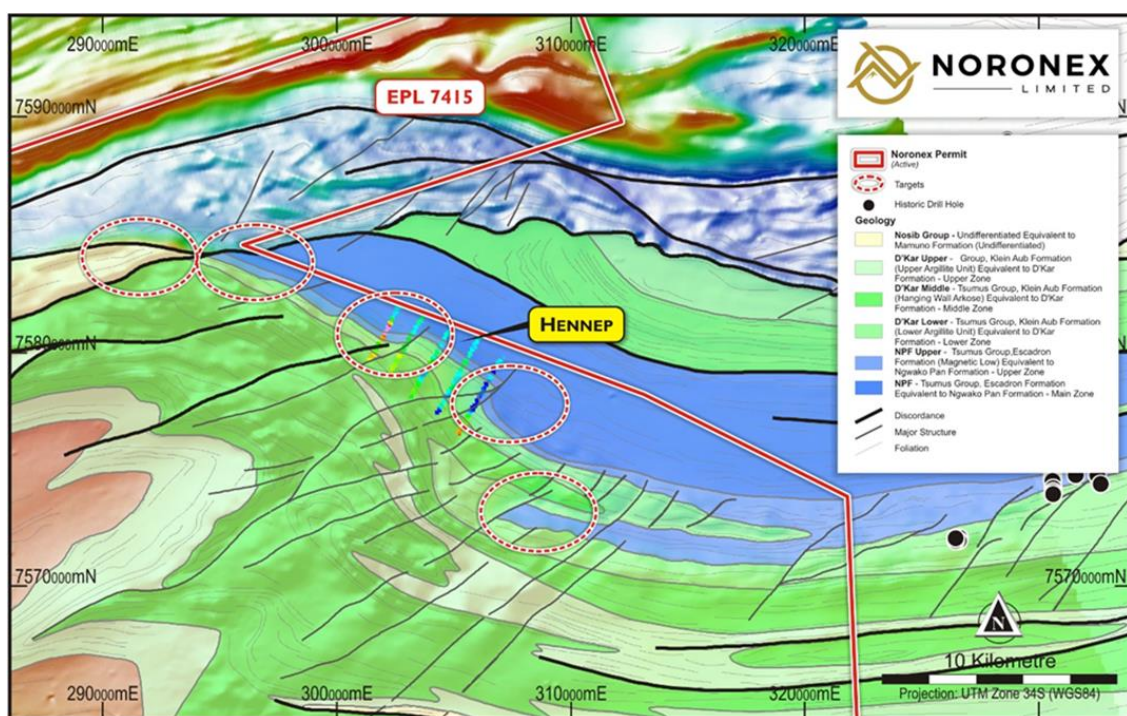 290000mE 300000mE 310000mE 320000mE
NORONEX
LIMITED
EPL 7415
7590000mN
Noronex Permit
(Active)
Targets
Historic Drill Hole
Geology
Nosib Group - Undifferentiated Equivalent to
Mamuno Formation (Undifferentiated)
D'Kar Upper - Group, Klein Aub Formation
(Upper Argillite Unit) Equivalent to D'Kar
Formation - Upper Zone
D'Kar Middle - Tsumus Group, Klein Aub Formation
(Hanging Wall Arkose) Equivalent to D'Kar
Formation - Middle Zone
D'Kar Lower - Tsumus Group, Klein Aub Formation
(Lower Argillite Unit) Equivalent to D'Kar
Formation - Lower Zone
NPF Upper - Tsumus Group,Escadron
Formation (Magnetic Low) Equivalent to
Ngwako Pan Formation - Upper Zone
NPF - Tsumus Group, Escadron Formation
Equivalent to Ngwako Pan Formation - Main Zone
Discordance
Major Structure
Foliation
HENNEP
7580000mN
7570000mN 7570000mN
N
10 Kilometre
290000mE 300000mE 310000mE 320000mE
Projection: UTM Zone 34S (WGS84)